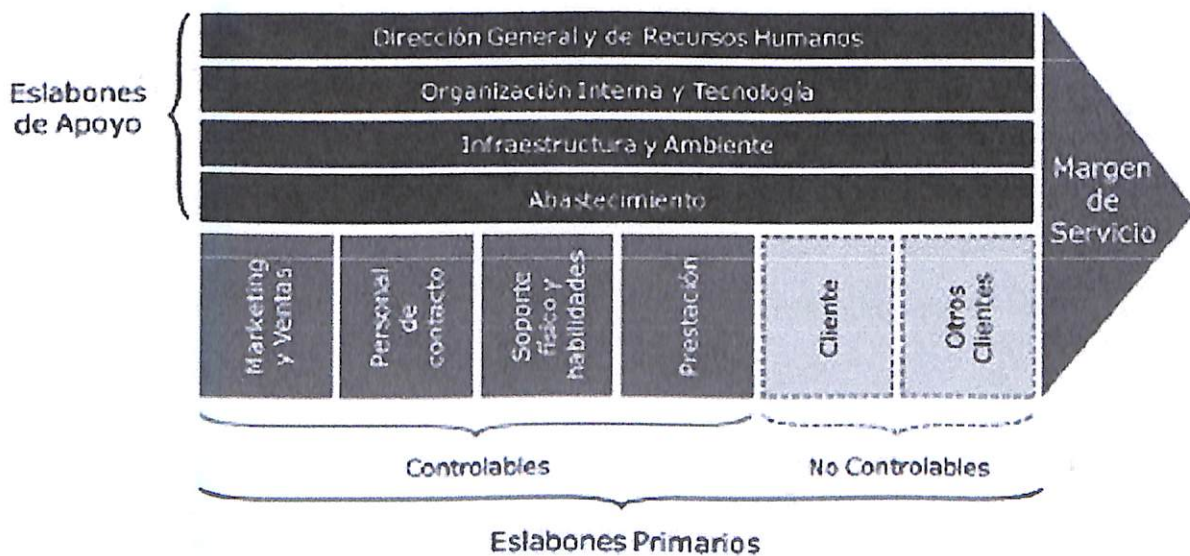 Dirección General y de Recursos Humanos
Eslabones
de Apoyo
Organización Interna y Tecnología
Infraestructura y Ambiente
Abastecimiento
Margen
de
Servicio
Marketing
y Ventas
Personal
de
contacto
Soporte
físico y
habilidades
Prestación
Cliente
Otros
Clientes
Controlables
No Controlables
Eslabones Primarios